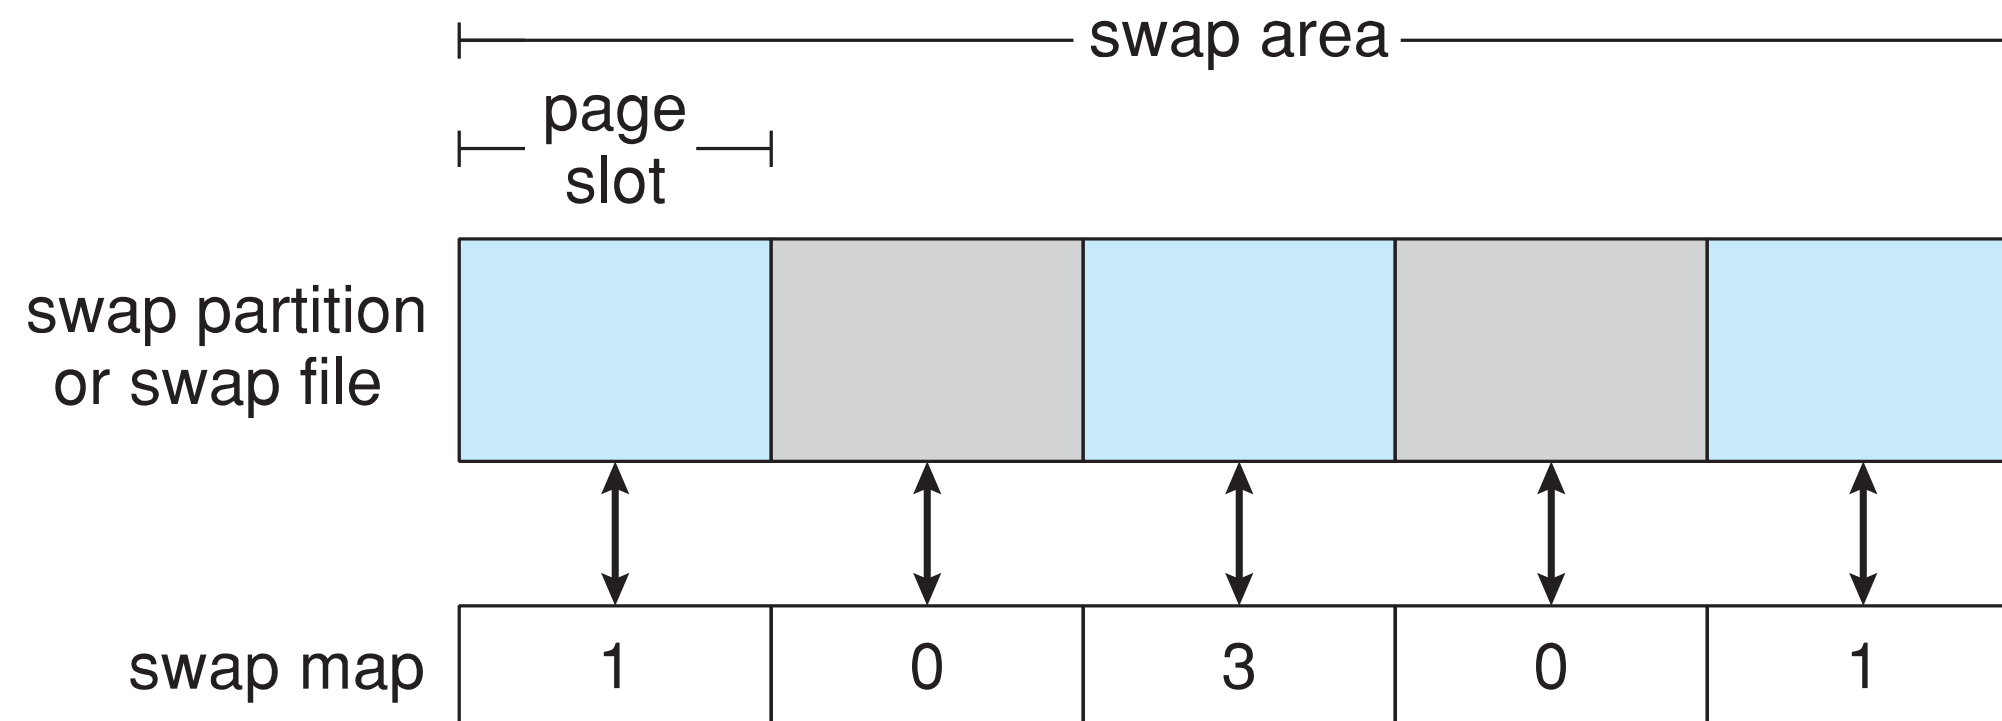 swap area
page
slot
swap partition
or swap file
swap map
1
0
3
0
1